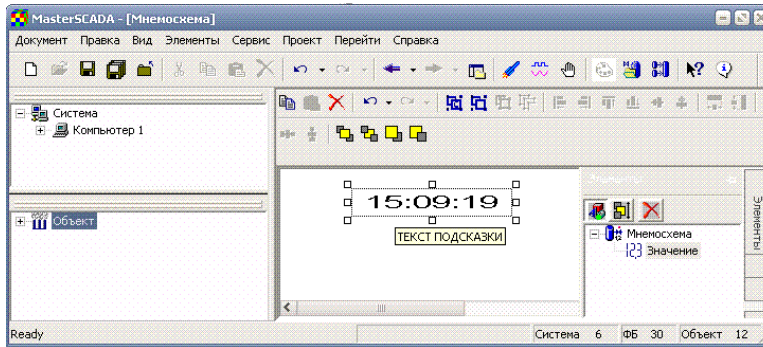 MasterSCADA - [Мнемосхема]
Документ Правка Вид Элементы Сервис Проект Перейти Справка
Система
Компьютер 1
15:09:19
ТЕКСТ ПОДСКАЗКИ
Объект
Элементы
Мнемосхема
123 Значение
Ready Система 6 ФБ 30 Объект 12